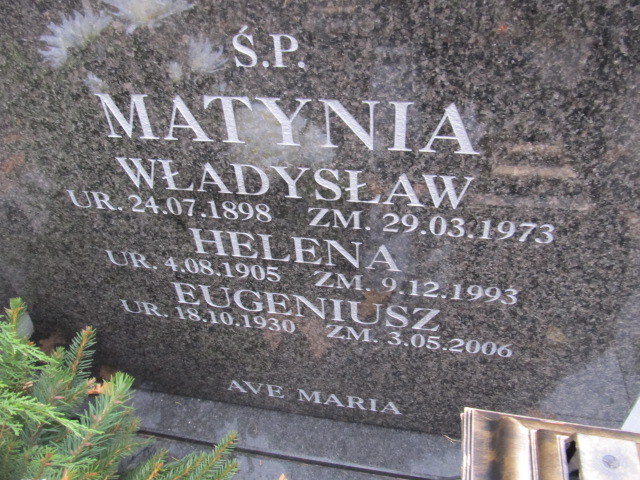 Ś.P.
MATYNIA
WŁADYSŁAW
UR. 24.07.1898 ZM. 29.03.1973
HELENA
UR. 4.08.1905 ZM. 9.12.1993
EUGENIUSZ
UR. 18.10.1930 ZM. 3.05.2006
AVE MARIA